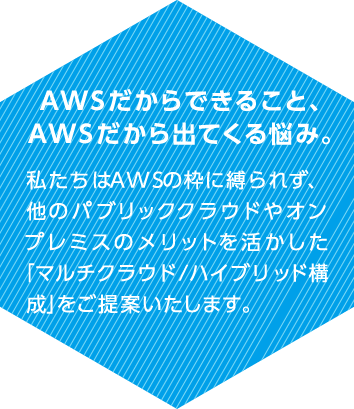 AWSだからできること、
AWSだから出てくる悩み。
私たちはAWSの枠に縛られず、
他のパブリッククラウドやオン
プレミスのメリットを活かした
「マルチクラウド/ハイブリッド構
成」をご提案いたします。